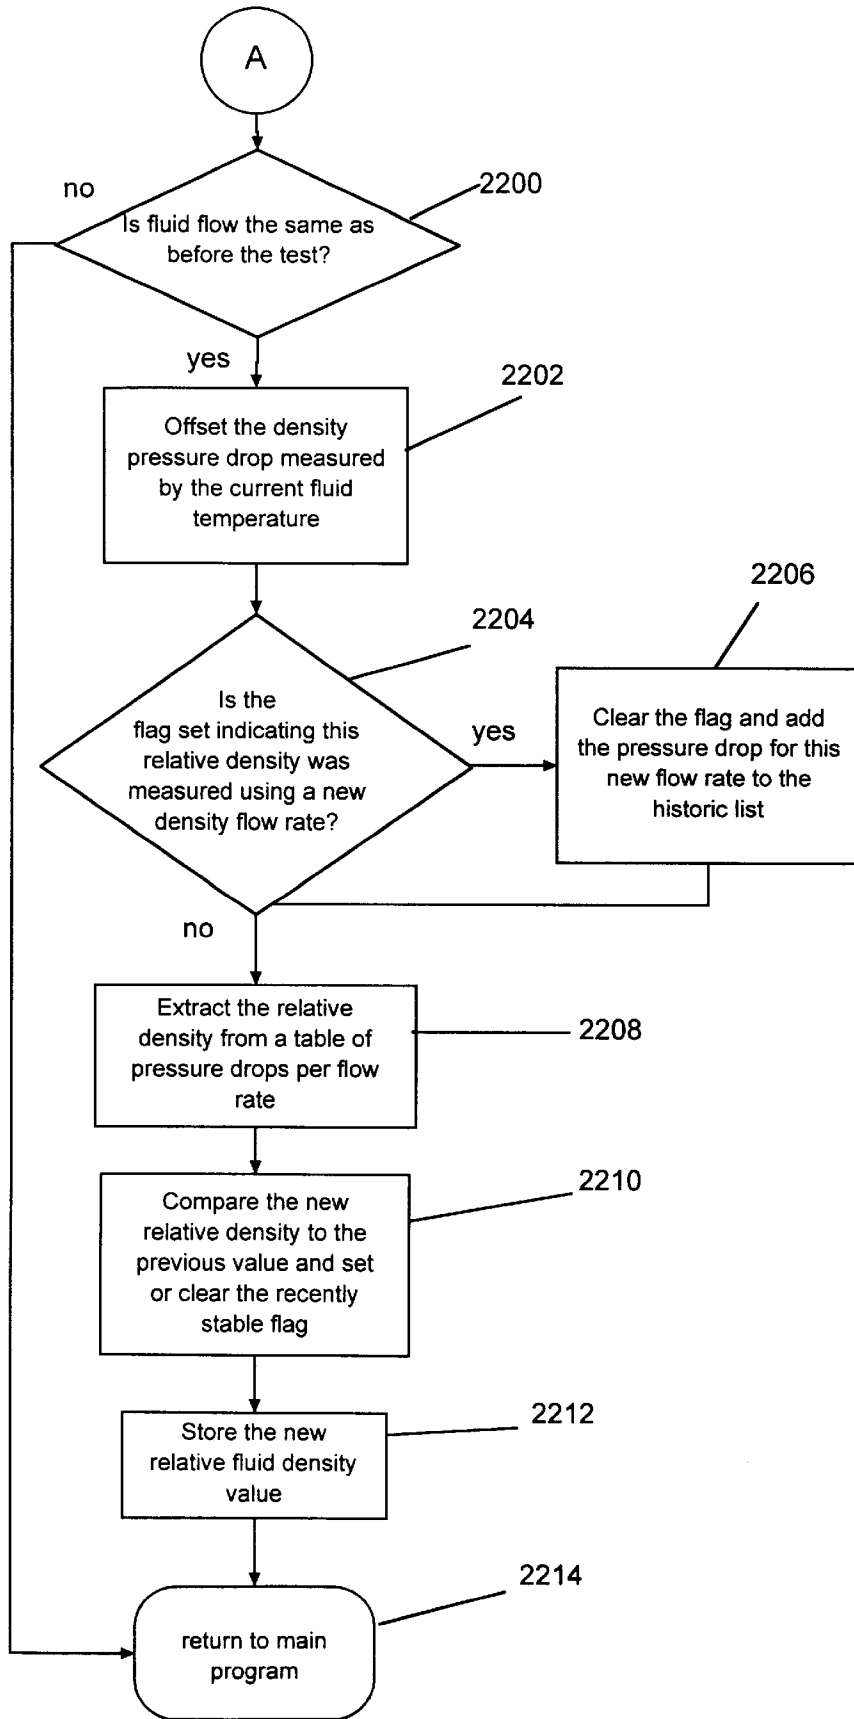 A
no
2200
Is fluid flow the same as
before the test?
yes
2202
Offset the density
pressure drop measured
by the current fluid
temperature
2206
2204
Is the
flag set indicating this
relative density was
measured using a new
density flow rate?
yes
Clear the flag and add
the pressure drop for this
new flow rate to the
historic list
no
Extract the relative
density from a table of
pressure drops per flow
rate
2208
2210
Compare the new
relative density to the
previous value and set
or clear the recently
stable flag
2212
Store the new
relative fluid density
value
2214
return to main
program